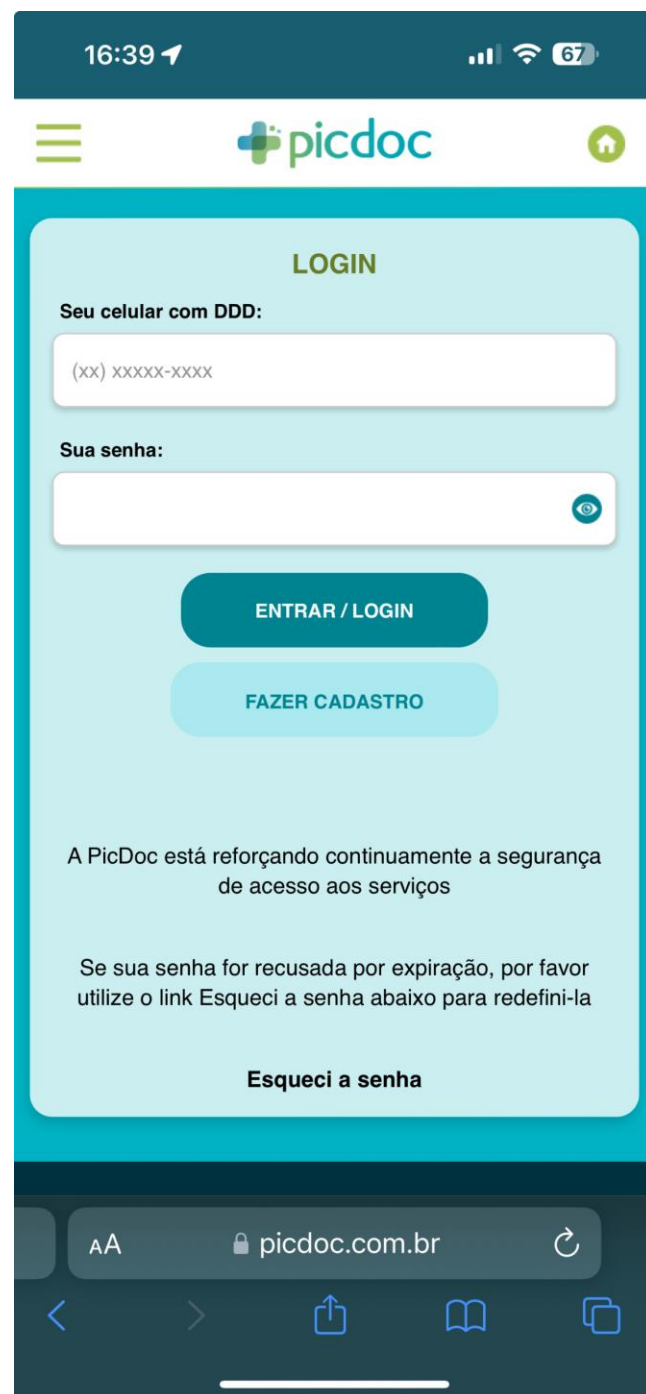 16:39
67
picdoc
LOGIN
Seu celular com DDD:
(xx) xxxxx-xxxx
Sua senha:
ENTRAR / LOGIN
FAZER CADASTRO
A PicDoc está reforçando continuamente a segurança
de acesso aos serviços
Se sua senha for recusada por expiração, por favor
utilize o link Esqueci a senha abaixo para redefini-la
Esqueci a senha
AA
picdoc.com.br